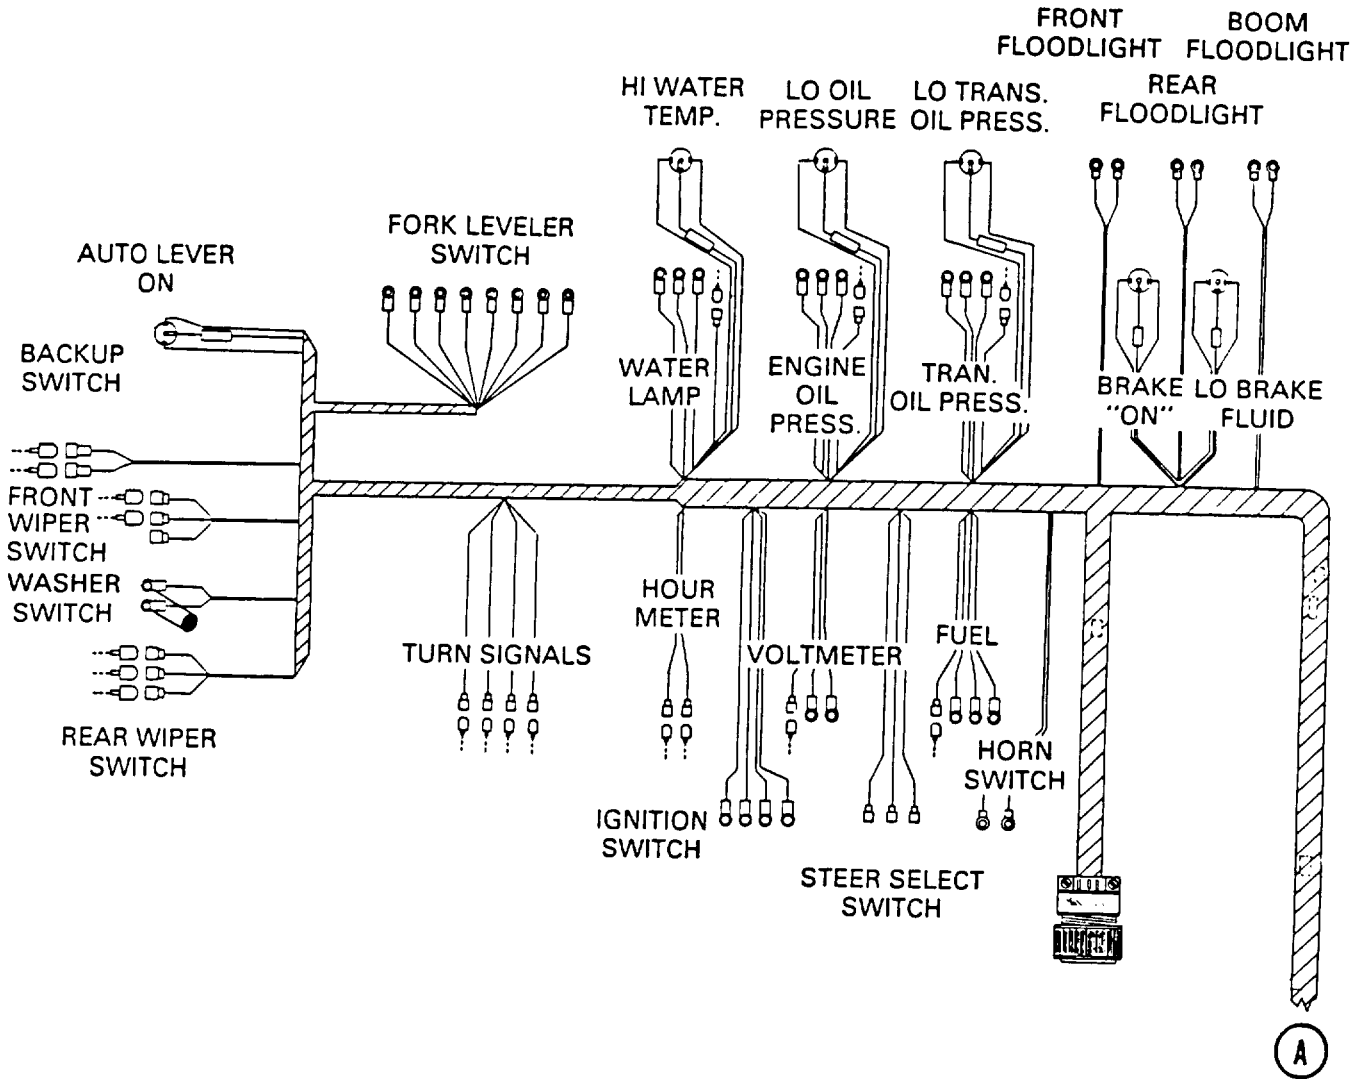 FRONT
FLOODLIGHT
BOOM
FLOODLIGHT
REAR
FLOODLIGHT
HI WATER
TEMP.
LO OIL
PRESSURE
LO TRANS.
OIL PRESS.
FORK LEVELER
SWITCH
AUTO LEVER
ON
BACKUP
SWITCH
WATER
LAMP
ENGINE
OIL
PRESS.
TRAN.
OIL PRESS.
BRAKE
"ON"
LO BRAKE
FLUID
FRONT
WIPER
SWITCH
WASHER
SWITCH
REAR WIPER
SWITCH
TURN SIGNALS
HOUR
METER
VOLTMETER
FUEL
HORN
SWITCH
IGNITION
SWITCH
STEER SELECT
SWITCH
A